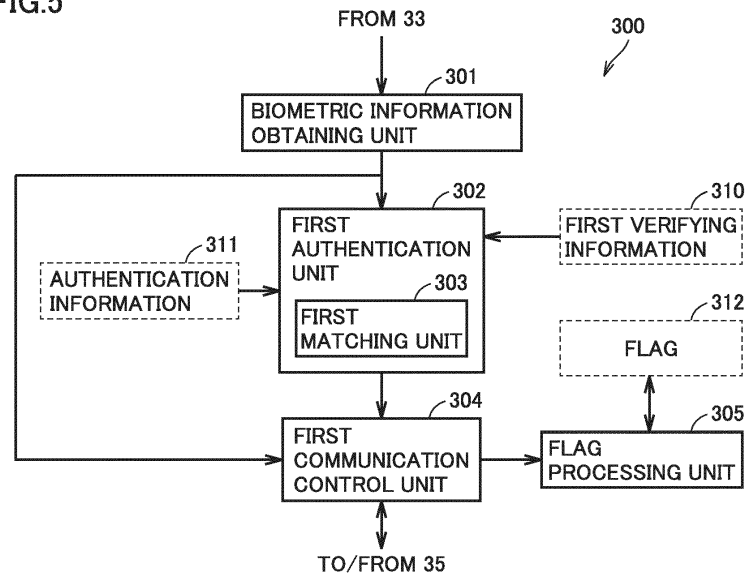 FIG.5
FROM 33
300
301
BIOMETRIC INFORMATION
OBTAINING UNIT
302
310
FIRST
AUTHENTICATION
UNIT
FIRST VERIFYING
INFORMATION
311
AUTHENTICATION
INFORMATION
303
FIRST
MATCHING UNIT
312
FLAG
304
305
FIRST
COMMUNICATION
CONTROL UNIT
FLAG
PROCESSING UNIT
TO/FROM 35